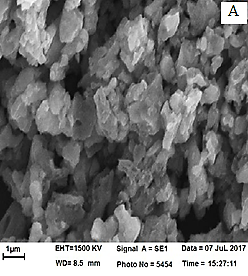 A
1µm EHT=1500 KV Signal A = SE1 Data = 07 JuL 2017
WD= 8.5 mm Photo No = 5454 Time = 15:27:11